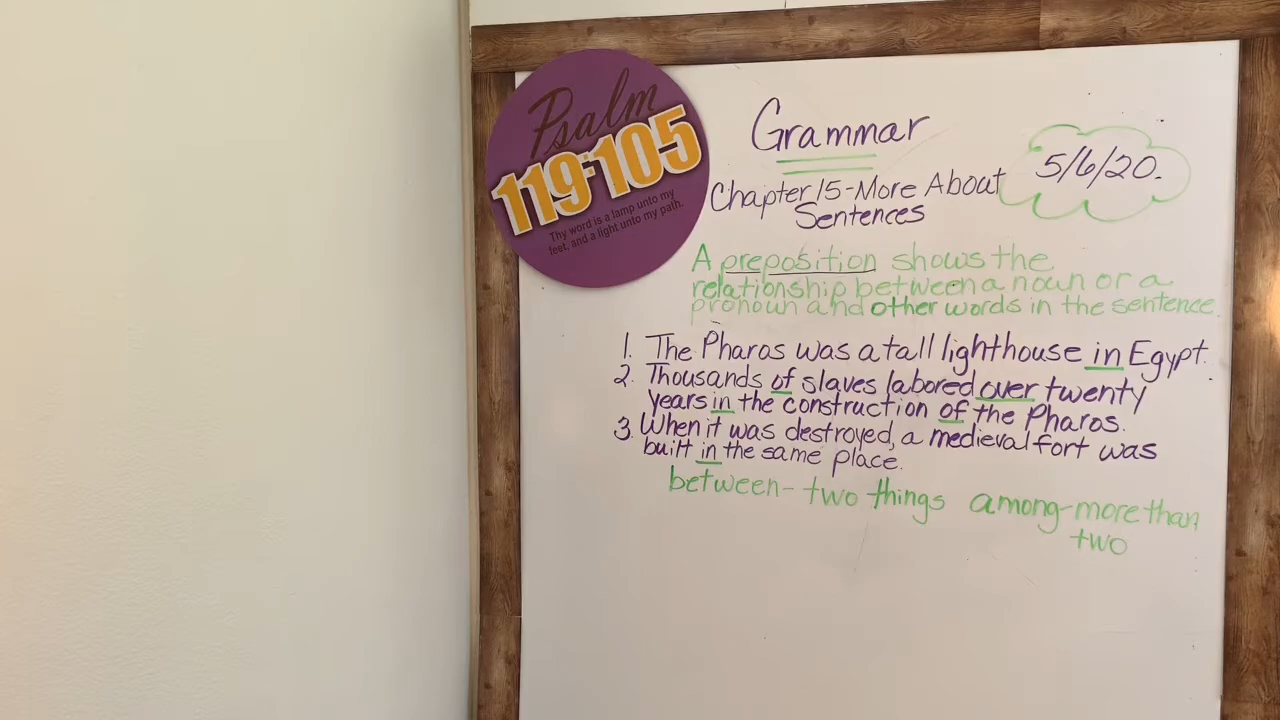 Psalm
119:105
Thy word is a lamp unto my
feet, and a light unto my path.
Grammar
5/6/20.
Chapter 15-More About
Sentences
A preposition shows the
relationship between a noun or a
pronoun and other words in the sentence.
1. The Pharos was a tall lighthouse in Egypt.
2. Thousands of slaves labored over twenty
years in the construction of the Pharos.
3. When it was destroyed, a medieval fort was
built in the same place.
between- two things among-more than
two